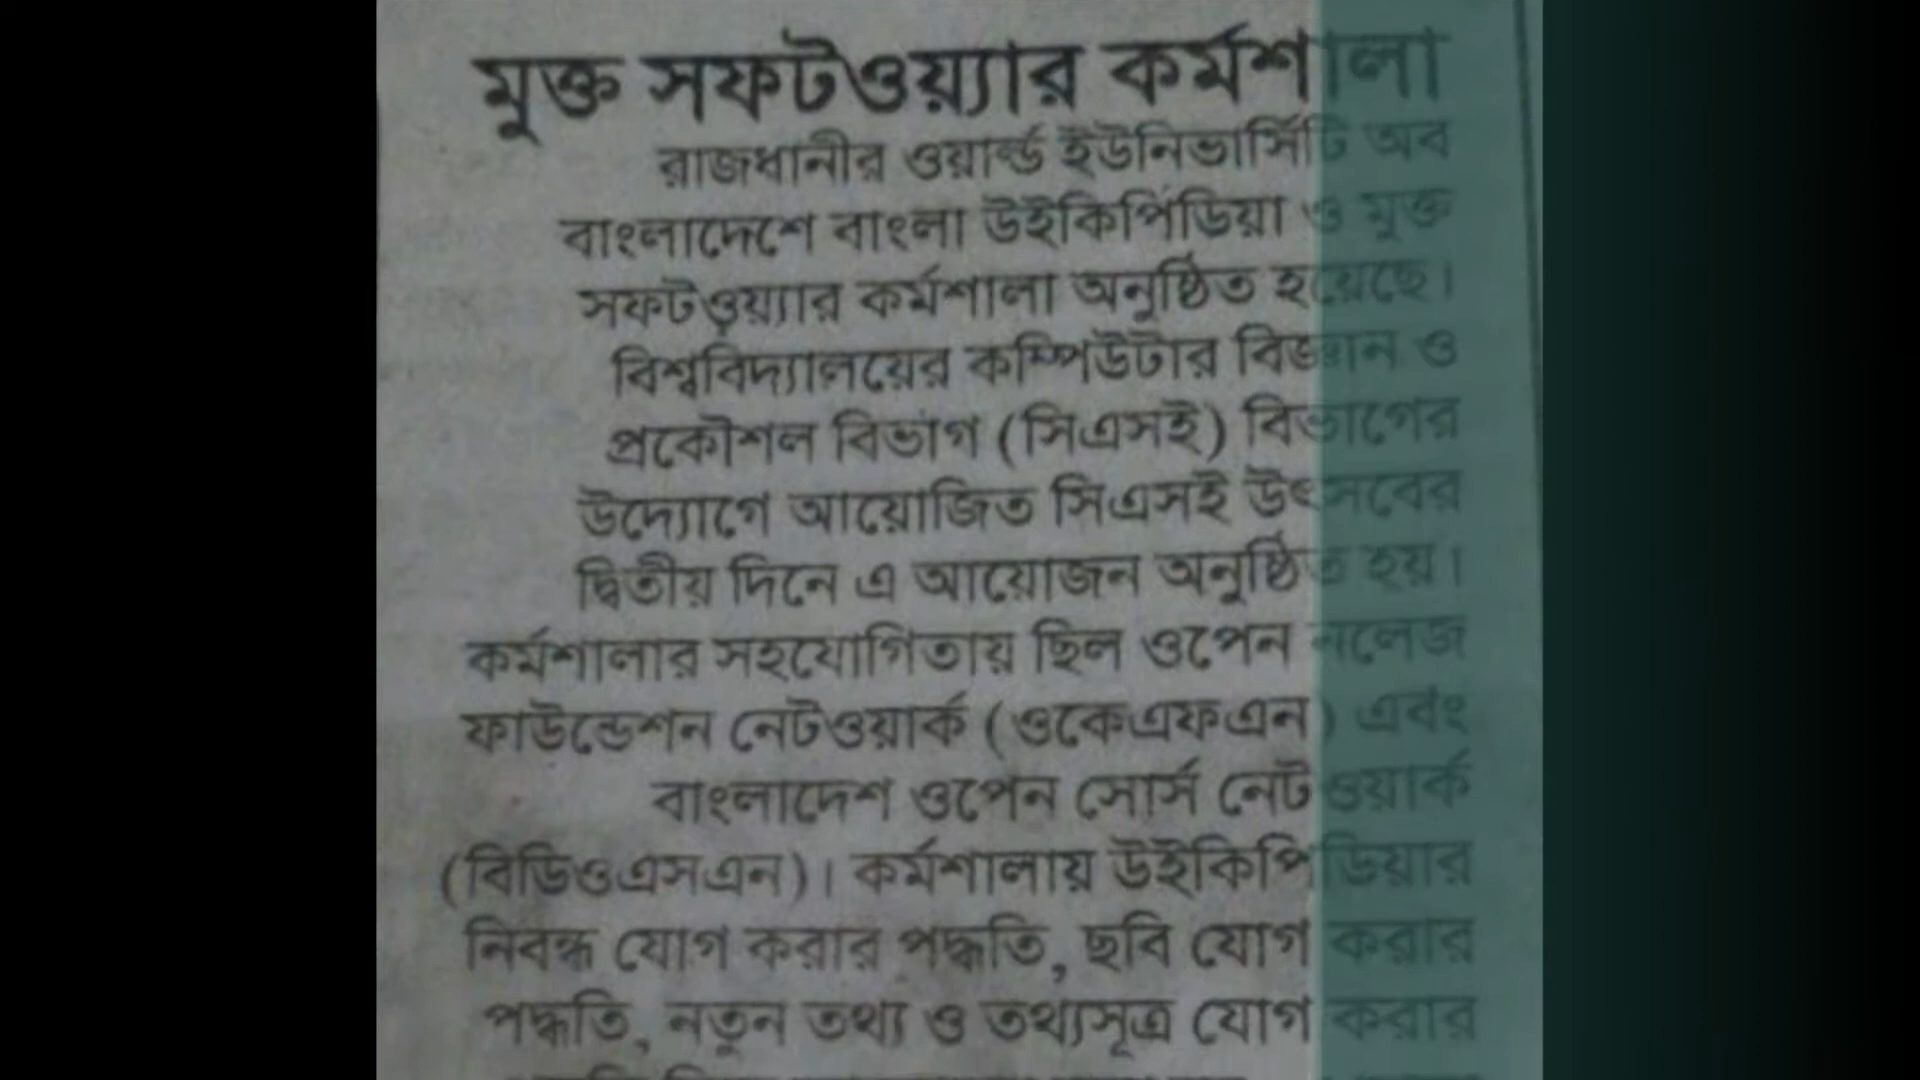 মুক্ত সফটওয়্যার কর্মশালা
রাজধানীর ওয়ার্ল্ড ইউনিভার্সিটি অব
বাংলাদেশে বাংলা উইকিপিডিয়া ও মুক্ত
সফটওয়্যার কর্মশালা অনুষ্ঠিত হয়েছে।
বিশ্ববিদ্যালয়ের কম্পিউটার বিজ্ঞান ও
প্রকৌশল বিভাগ (সিএসই) বিভাগের
উদ্যোগে আয়োজিত সিএসই উৎসবের
দ্বিতীয় দিনে এ আয়োজন অনুষ্ঠিত হয়।
কর্মশালার সহযোগিতায় ছিল ওপেন নলেজ
ফাউন্ডেশন নেটওয়ার্ক (ওকেএফএন) এবং
বাংলাদেশ ওপেন সোর্স নেটওয়ার্ক
(বিডিওএসএন)। কর্মশালায় উইকিপিডিয়ার
নিবন্ধ যোগ করার পদ্ধতি, ছবি যোগ করার
পদ্ধতি, নতুন তথ্য ও তথ্যসূত্র যোগ করার